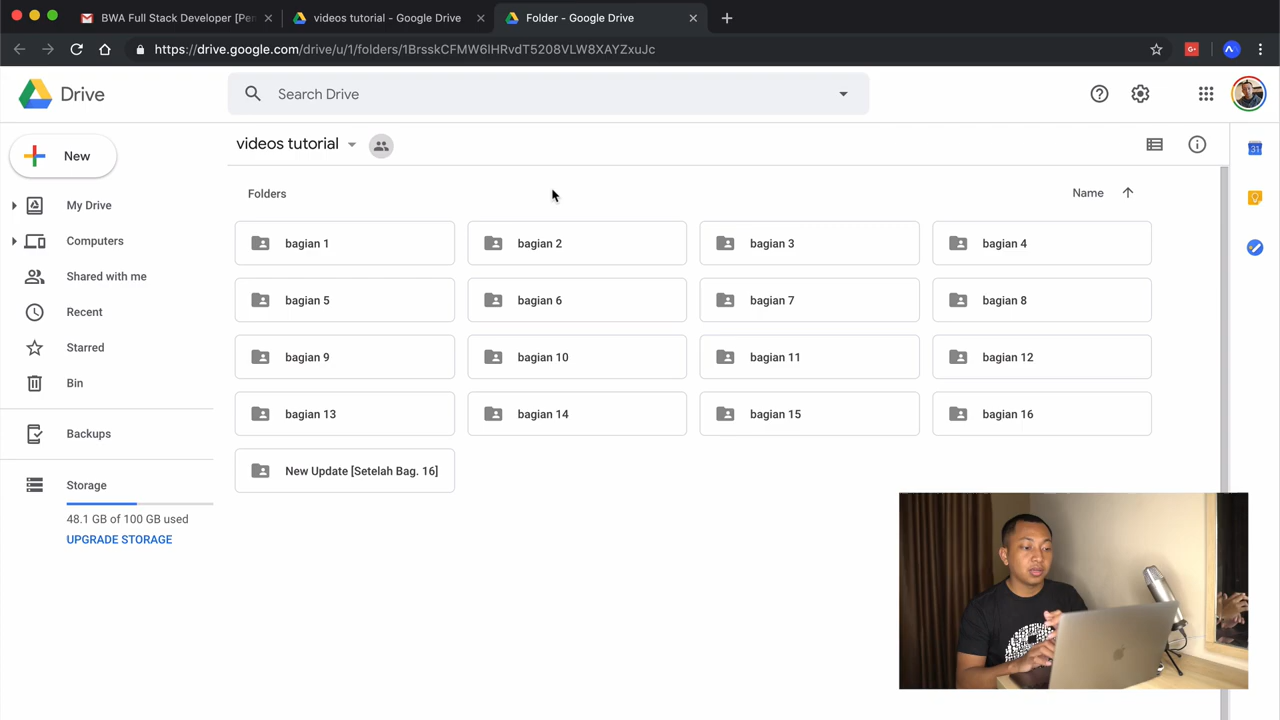 BWA Full Stack Developer [Per
videos tutorial - Google Drive
Folder - Google Drive
https://drive.google.com/drive/u/1/folders/1BrsskCFMW6lHRvdT5208VLW8XAYZxuJc
Drive
Search Drive
New
videos tutorial
My Drive
Computers
Shared with me
Recent
Starred
Bin
Backups
Storage
48.1 GB of 100 GB used
UPGRADE STORAGE
Folders
Name
bagian 1
bagian 2
bagian 3
bagian 4
bagian 5
bagian 6
bagian 7
bagian 8
bagian 9
bagian 10
bagian 11
bagian 12
bagian 13
bagian 14
bagian 15
bagian 16
New Update [Setelah Bag. 16]
31